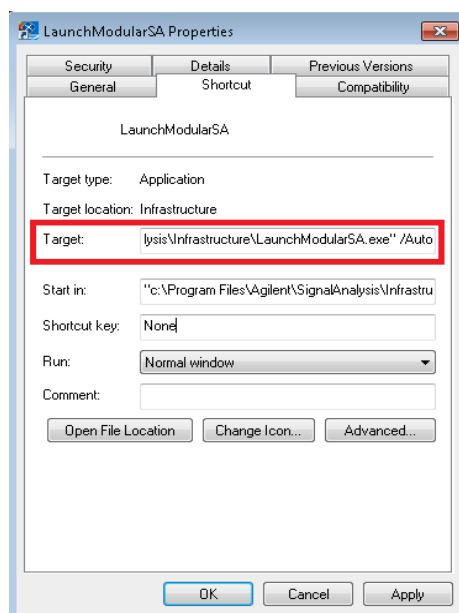 LaunchModularSA Properties
Security Details Previous Versions
General Shortcut Compatibility
LaunchModularSA
Target type: Application
Target location: Infrastructure
Target: lysis\Infrastructure\LaunchModularSA.exe" /Auto
Start in: "c:\Program Files\Agilent\SignalAnalysis\Infrastru
Shortcut key: None
Run: Normal window
Comment:
Open File Location Change Icon... Advanced...
OK Cancel Apply